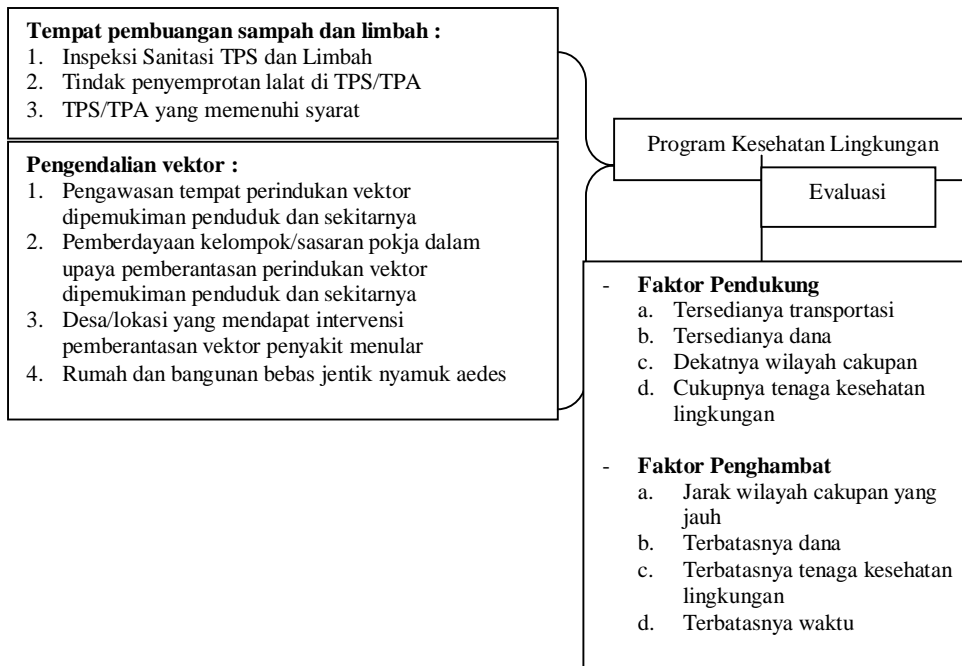 Tempat pembuangan sampah dan limbah :
1. Inspeksi Sanitasi TPS dan Limbah
2. Tindak penyemprotan lalat di TPS/TPA
3. TPS/TPA yang memenuhi syarat
Pengendalian vektor :
1. Pengawasan tempat perindukan vektor
dipemukiman penduduk dan sekitarnya
2. Pemberdayaan kelompok/sasaran pokja dalam
upaya pemberantasan perindukan vektor
dipemukiman penduduk dan sekitarnya
3. Desa/lokasi yang mendapat intervensi
pemberantasan vektor penyakit menular
4. Rumah dan bangunan bebas jentik nyamuk aedes
Program Kesehatan Lingkungan
Evaluasi
- Faktor Pendukung
a. Tersedianya transportasi
b. Tersedianya dana
c. Dekatnya wilayah cakupan
d. Cukupnya tenaga kesehatan
lingkungan
- Faktor Penghambat
a. Jarak wilayah cakupan yang
jauh
b. Terbatasnya dana
c. Terbatasnya tenaga kesehatan
lingkungan
d. Terbatasnya waktu